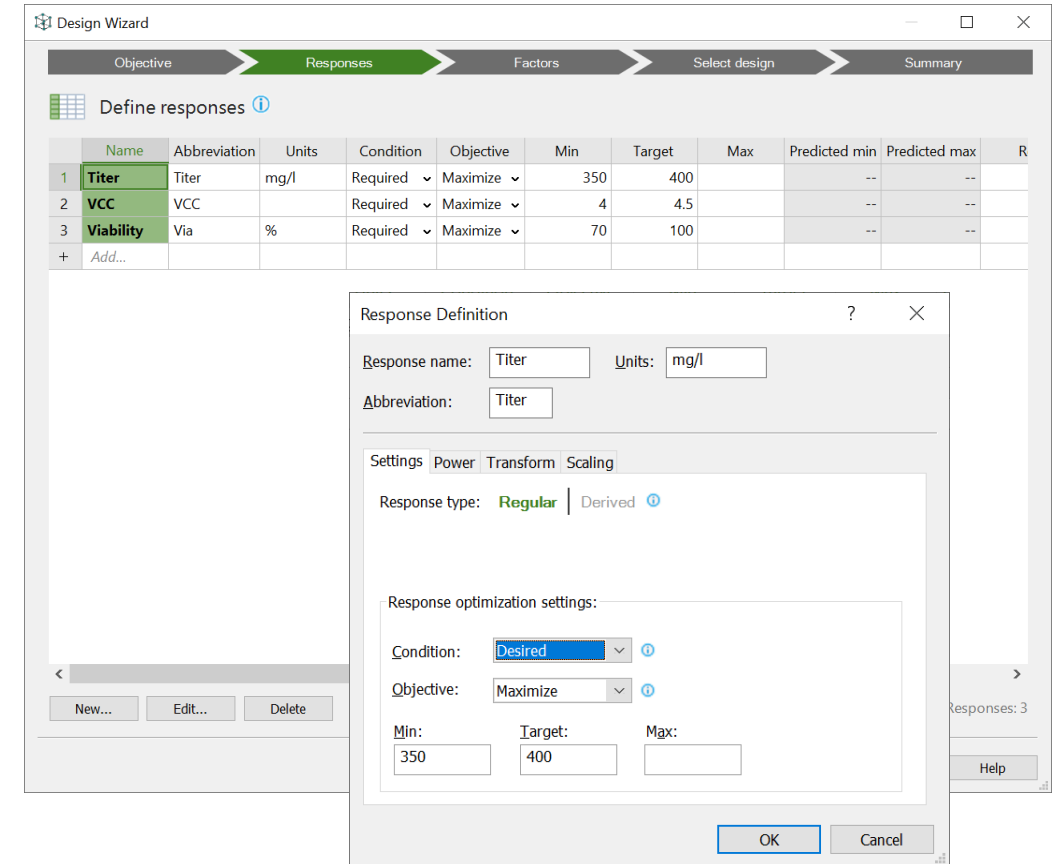 Design Wizard
Objective Responses Factors Select design Summary
Define responses
Name Abbreviation Units Condition Objective Min Target Max Predicted min Predicted max R
1 Titer Titer mg/l Required Maximize 350 400 -- --
2 VCC VCC Required Maximize 4 4.5 -- --
3 Viability Via % Required Maximize 70 100 -- --
+ Add...
Response Definition ?
Response name: Titer Units: mg/l
Abbreviation: Titer
Settings Power Transform Scaling
Response type: Regular Derived
Response optimization settings:
Condition: Desired
Objective: Maximize
Min: Target: Max:
350 400
OK Cancel
New... Edit... Delete
Responses: 3
Help